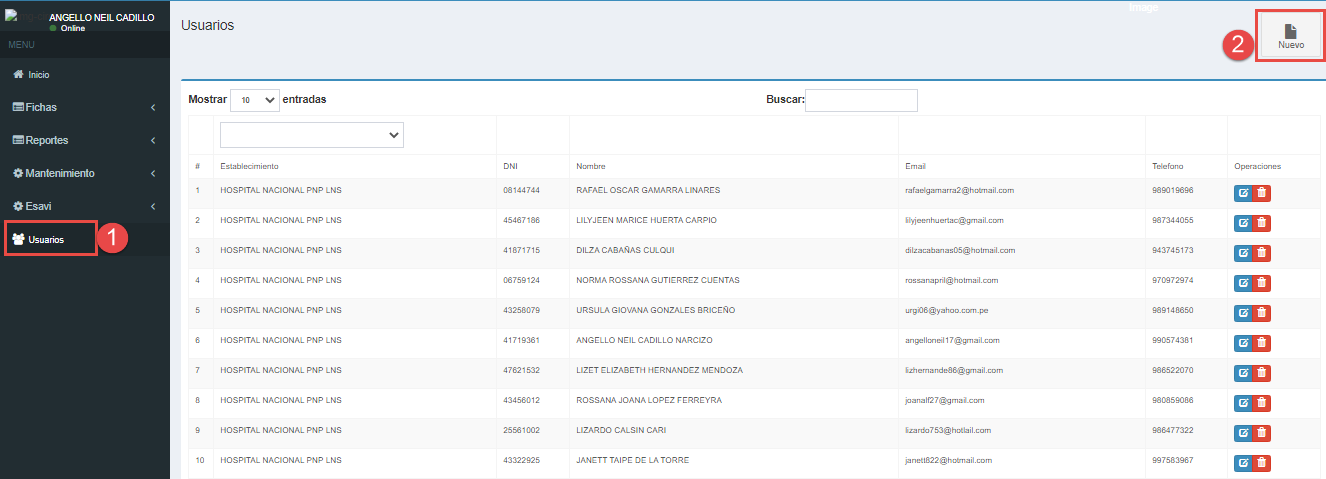 ANGELLO NEIL CADILLO
Online
MENU
Inicio
Fichas
Reportes
Mantenimiento
Esavi
Usuarios
1
Usuarios
Image
2
Nuevo
Mostrar 10 entradas Buscar:
# Establecimiento DNI Nombre Email Telefono Operaciones
1 HOSPITAL NACIONAL PNP LNS 08144744 RAFAEL OSCAR GAMARRA LINARES rafaelgamarra2@hotmail.com 989019696
2 HOSPITAL NACIONAL PNP LNS 45467186 LILYJEEN MARICE HUERTA CARPIO lilyjeenhuertac@gmail.com 987344055
3 HOSPITAL NACIONAL PNP LNS 41871715 DILZA CABAÑAS CULQUI dilzacabanas05@hotmail.com 943745173
4 HOSPITAL NACIONAL PNP LNS 06759124 NORMA ROSSANA GUTIERREZ CUENTAS rossanapril@hotmail.com 970972974
5 HOSPITAL NACIONAL PNP LNS 43258079 URSULA GIOVANA GONZALES BRICEÑO urgi06@yahoo.com.pe 989148650
6 HOSPITAL NACIONAL PNP LNS 41719361 ANGELLO NEIL CADILLO NARCIZO angelloneil17@gmail.com 990574381
7 HOSPITAL NACIONAL PNP LNS 47621532 LIZET ELIZABETH HERNANDEZ MENDOZA lizhernande86@gmail.com 986522070
8 HOSPITAL NACIONAL PNP LNS 43456012 ROSSANA JOANA LOPEZ FERREYRA joanalf27@gmail.com 980859086
9 HOSPITAL NACIONAL PNP LNS 25561002 LIZARDO CALSIN CARI lizardo753@hotlail.com 986477322
10 HOSPITAL NACIONAL PNP LNS 43322925 JANETT TAIPE DE LA TORRE janett822@hotmail.com 997583967